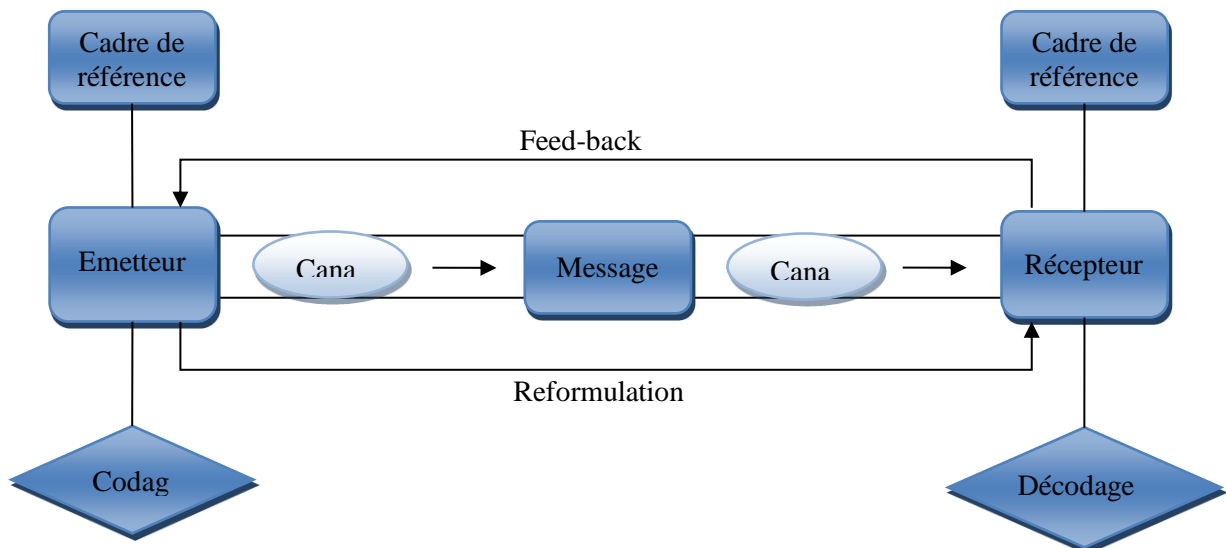 Cadre de
référence
Cadre de
référence
Feed-back
Emetteur
Cana
Message
Cana
Récepteur
Reformulation
Codag
Décodage